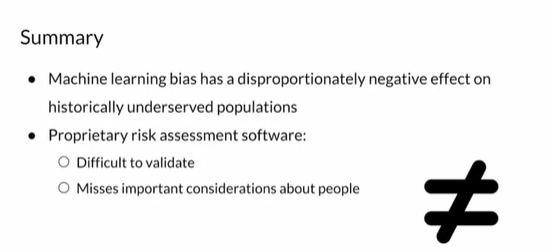 Summary
● Machine learning bias has a disproportionately negative effect on
historically underserved populations
● Proprietary risk assessment software:
○ Difficult to validate
○ Misses important considerations about people
≠